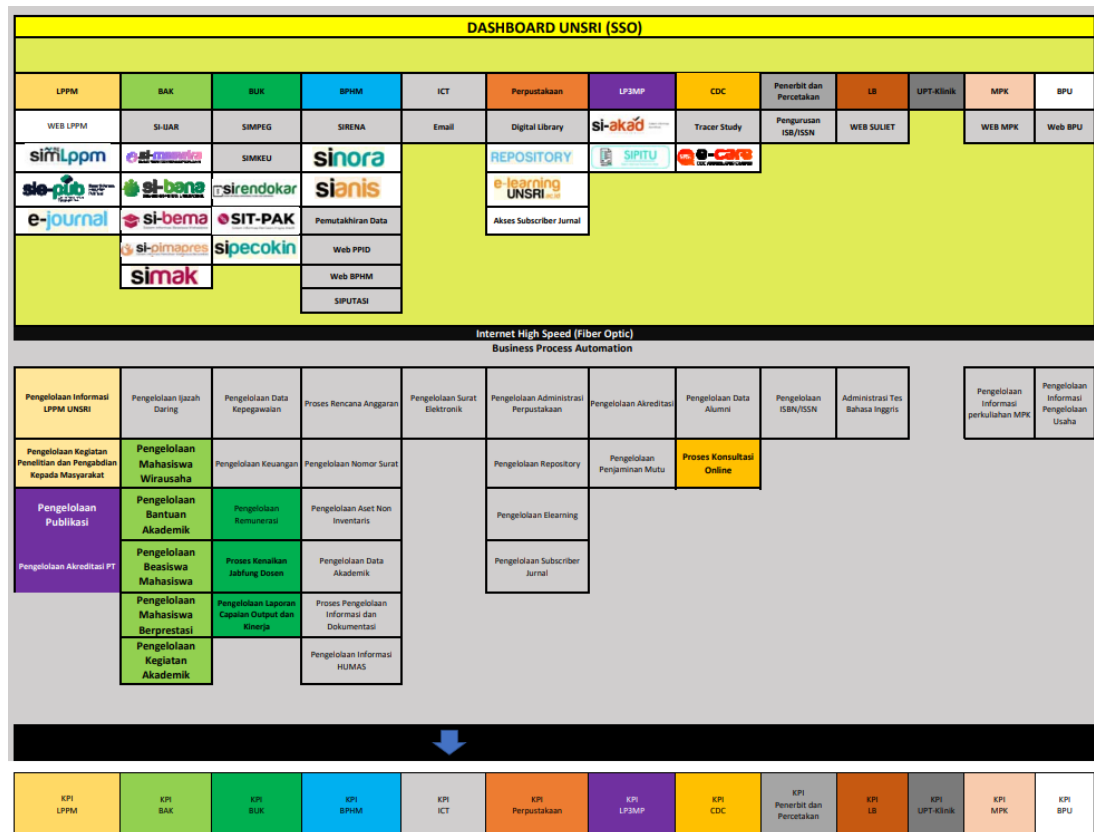 DASHBOARD UNSRI (SSO)
LPPM
BAK
BUK
BPHM
ICT
Perpustakaan
LP3MP
CDC
Penerbit dan
Percetakan
LB
UPT-Klinik
MPK
BPU
WEB LPPM
SI-IJAR
SIMPEG
SIRENA
Email
Digital Library
si-akad
Tracer Study
Pengurusan
ISB/ISSN
WEB SULIET
WEB MPK
Web BPU
simLppm
si-mawira
SIMKEU
sinora
REPOSITORY
SIPITU
e-care
sie-pub
si-bana
sirendokar
sianis
e-learning
UNSRI.ac.id
e-journal
si-bema
SIT-PAK
Pemutakhiran Data
Akses Subscriber Jurnal
si-pimapres
sipecokin
Web PPID
simak
Web BPHM
SIPUTASI
Internet High Speed (Fiber Optic)
Business Process Automation
Pengelolaan Informasi
LPPM UNSRI
Pengelolaan Ijazah
Daring
Pengelolaan Data
Kepegawaian
Proses Rencana Anggaran
Pengelolaan Surat
Elektronik
Pengelolaan Administrasi
Perpustakaan
Pengelolaan Akreditasi
Pengelolaan Data
Alumni
Pengelolaan
ISBN/ISSN
Administrasi Tes
Bahasa Inggris
Pengelolaan
Informasi
perkuliahan MPK
Pengelolaan
Informasi
Pengelolaan
Usaha
Pengelolaan Kegiatan
Penelitian dan Pengabdian
Kepada Masyarakat
Pengelolaan
Mahasiswa
Wirausaha
Pengelolaan Keuangan
Pengelolaan Nomor Surat
Pengelolaan Repository
Pengelolaan
Penjaminan Mutu
Proses Konsultasi
Online
Pengelolaan
Publikasi
Pengelolaan
Bantuan
Akademik
Pengelolaan
Remunerasi
Pengelolaan Aset Non
Inventaris
Pengelolaan Elearning
Pengelolaan Akreditasi PT
Pengelolaan
Beasiswa
Mahasiswa
Proses Kenaikan
Jabfung Dosen
Pengelolaan Data
Akademik
Pengelolaan Subscriber
Jurnal
Pengelolaan
Mahasiswa
Berprestasi
Pengelolaan Laporan
Capaian Output dan
Kinerja
Proses Pengelolaan
Informasi dan
Dokumentasi
Pengelolaan
Kegiatan
Akademik
Pengelolaan Informasi
HUMAS
KPI
LPPM
KPI
BAK
KPI
BUK
KPI
BPHM
KPI
ICT
KPI
Perpustakaan
KPI
LP3MP
KPI
CDC
KPI
Penerbit dan
Percetakan
KPI
LB
KPI
UPT-Klinik
KPI
MPK
KPI
BPU